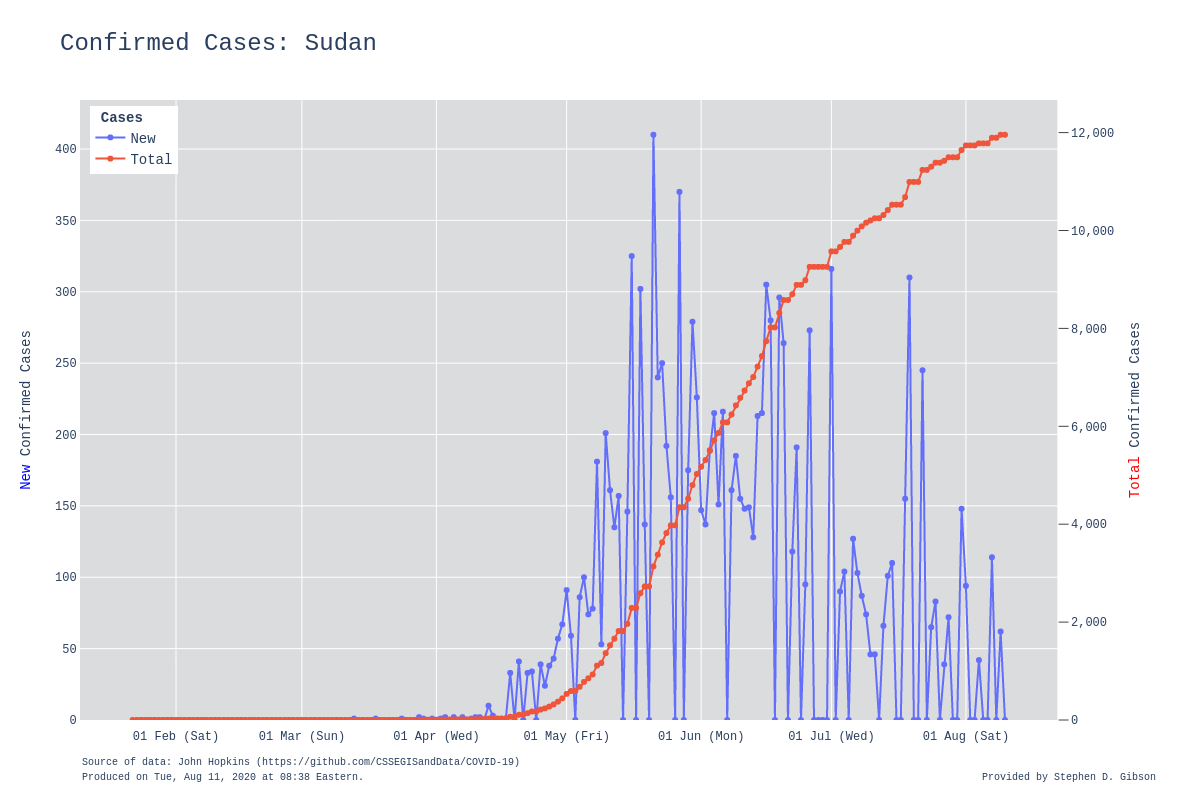 Confirmed Cases: Sudan
Cases
New
Total
400
350
300
250
200
150
100
50
0
New Confirmed Cases
12,000
10,000
8,000
6,000
4,000
2,000
0
Total Confirmed Cases
01 Feb (Sat) 01 Mar (Sun) 01 Apr (Wed) 01 May (Fri) 01 Jun (Mon) 01 Jul (Wed) 01 Aug (Sat)
Source of data: John Hopkins (https://github.com/CSSEGISandData/COVID-19)
Produced on Tue, Aug 11, 2020 at 08:38 Eastern.
Provided by Stephen D. Gibson